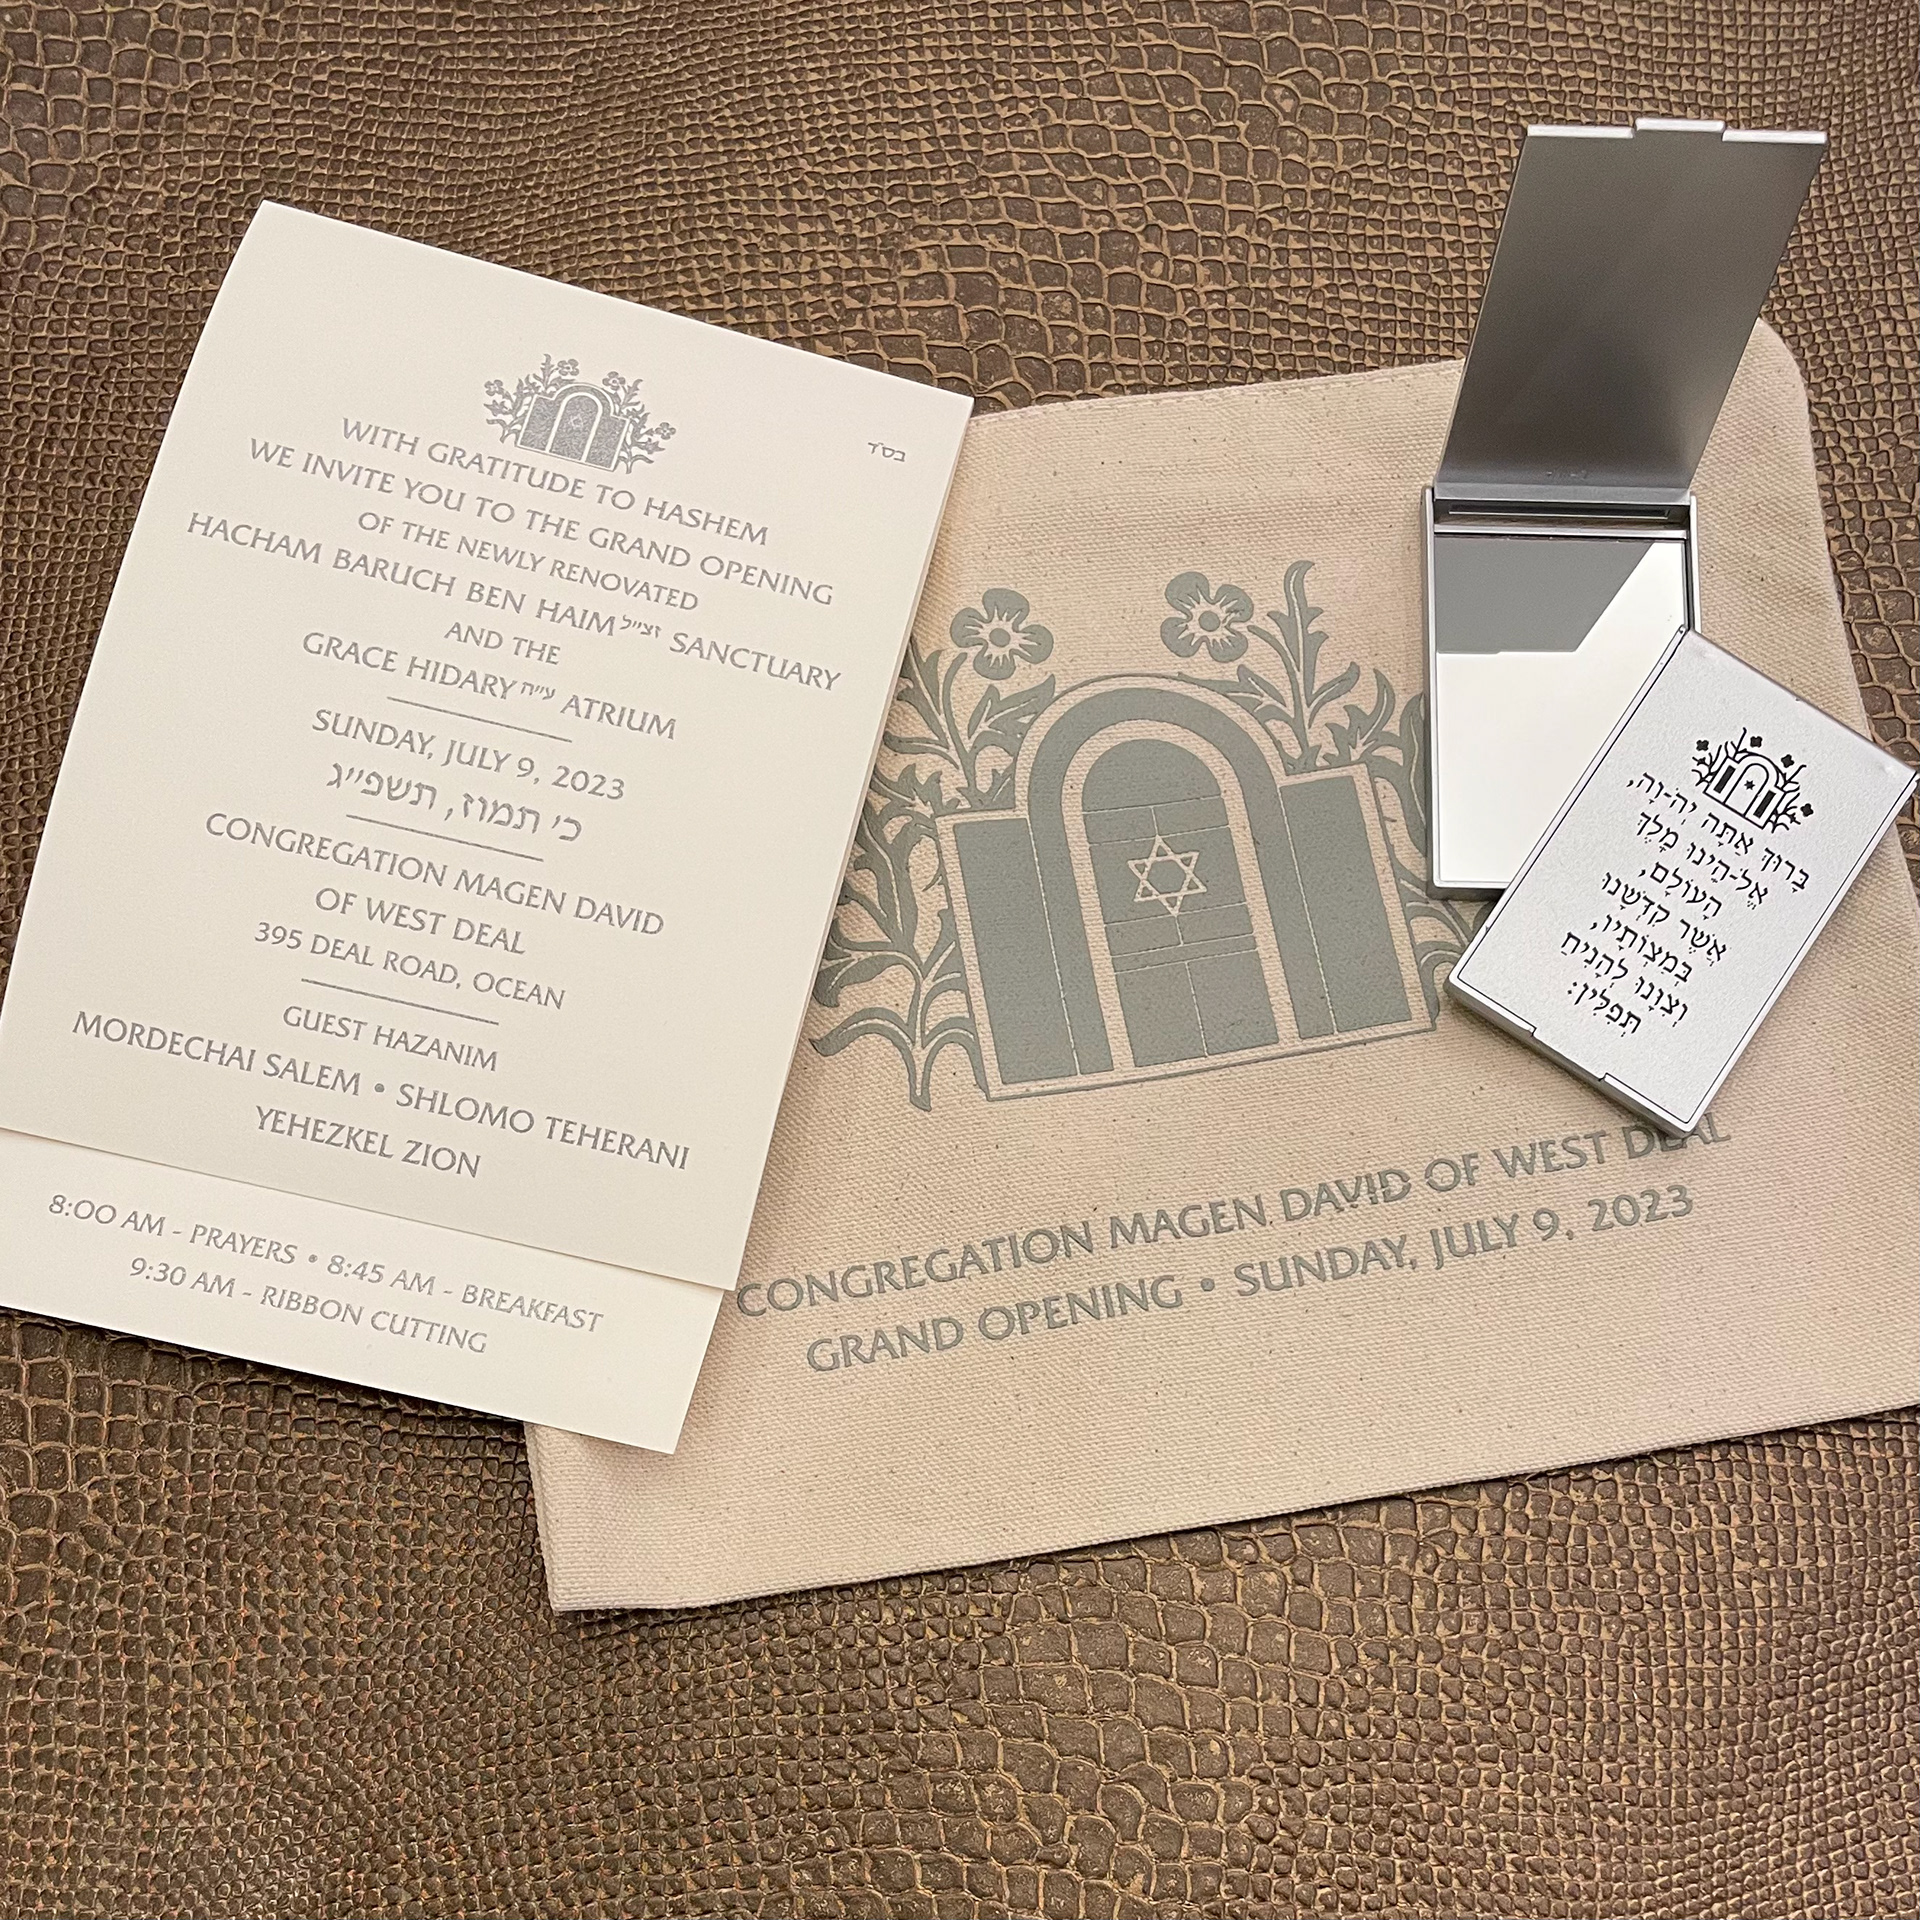 בס"ד
WITH GRATITUDE TO HASHEM
WE INVITE YOU TO THE GRAND OPENING
OF THE NEWLY RENOVATED
HACHAM BARUCH BEN HAIM זצ״ל SANCTUARY
AND THE
GRACE HIDARY ע״ה ATRIUM
SUNDAY, JULY 9, 2023
כ׳ תמוז, תשפ״ג
CONGREGATION MAGEN DAVID
OF WEST DEAL
395 DEAL ROAD, OCEAN
GUEST HAZANIM
MORDECHAI SALEM • SHLOMO TEHERANI
YEHEZKEL ZION
8:00 AM - PRAYERS • 8:45 AM - BREAKFAST
9:30 AM - RIBBON CUTTING
CONGREGATION MAGEN DAVID OF WEST DEAL
GRAND OPENING • SUNDAY, JULY 9, 2023
בָּרוּךְ אַתָּה יְהֹ-וָה,
אֱלֹ-הֵינוּ מֶלֶךְ
הָעוֹלָם,
אֲשֶׁר קִדְּשָׁנוּ
בְּמִצְוֹתָיו,
וְצִוָּנוּ לְהָנִיחַ
תְּפִלִּין: